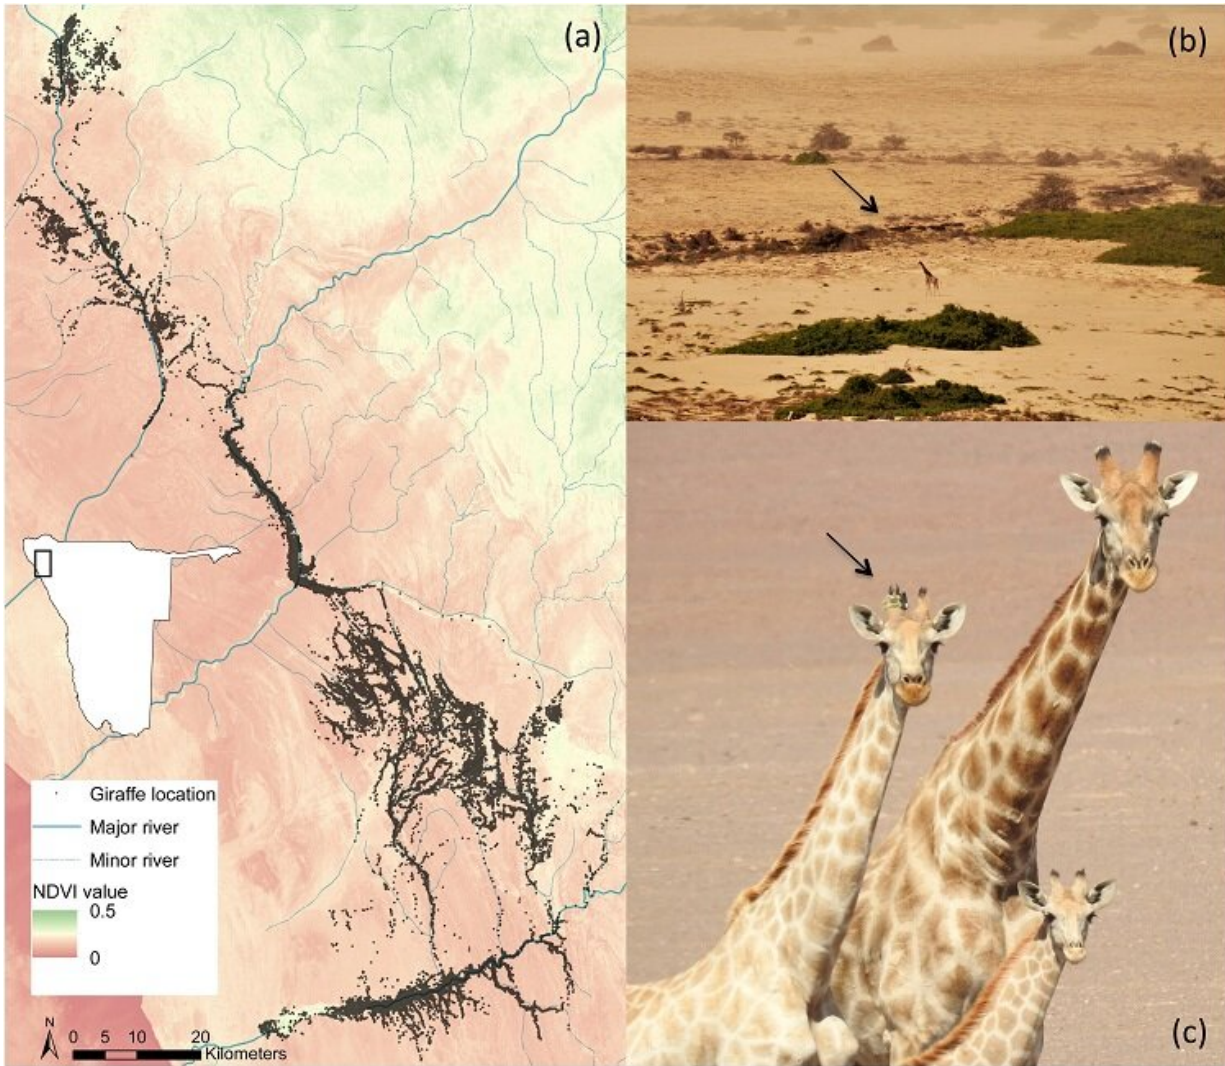 (a)
(b)
(c)
Giraffe location
Major river
Minor river
NDVI value
0.5
0
N
0 5 10 20
Kilometers